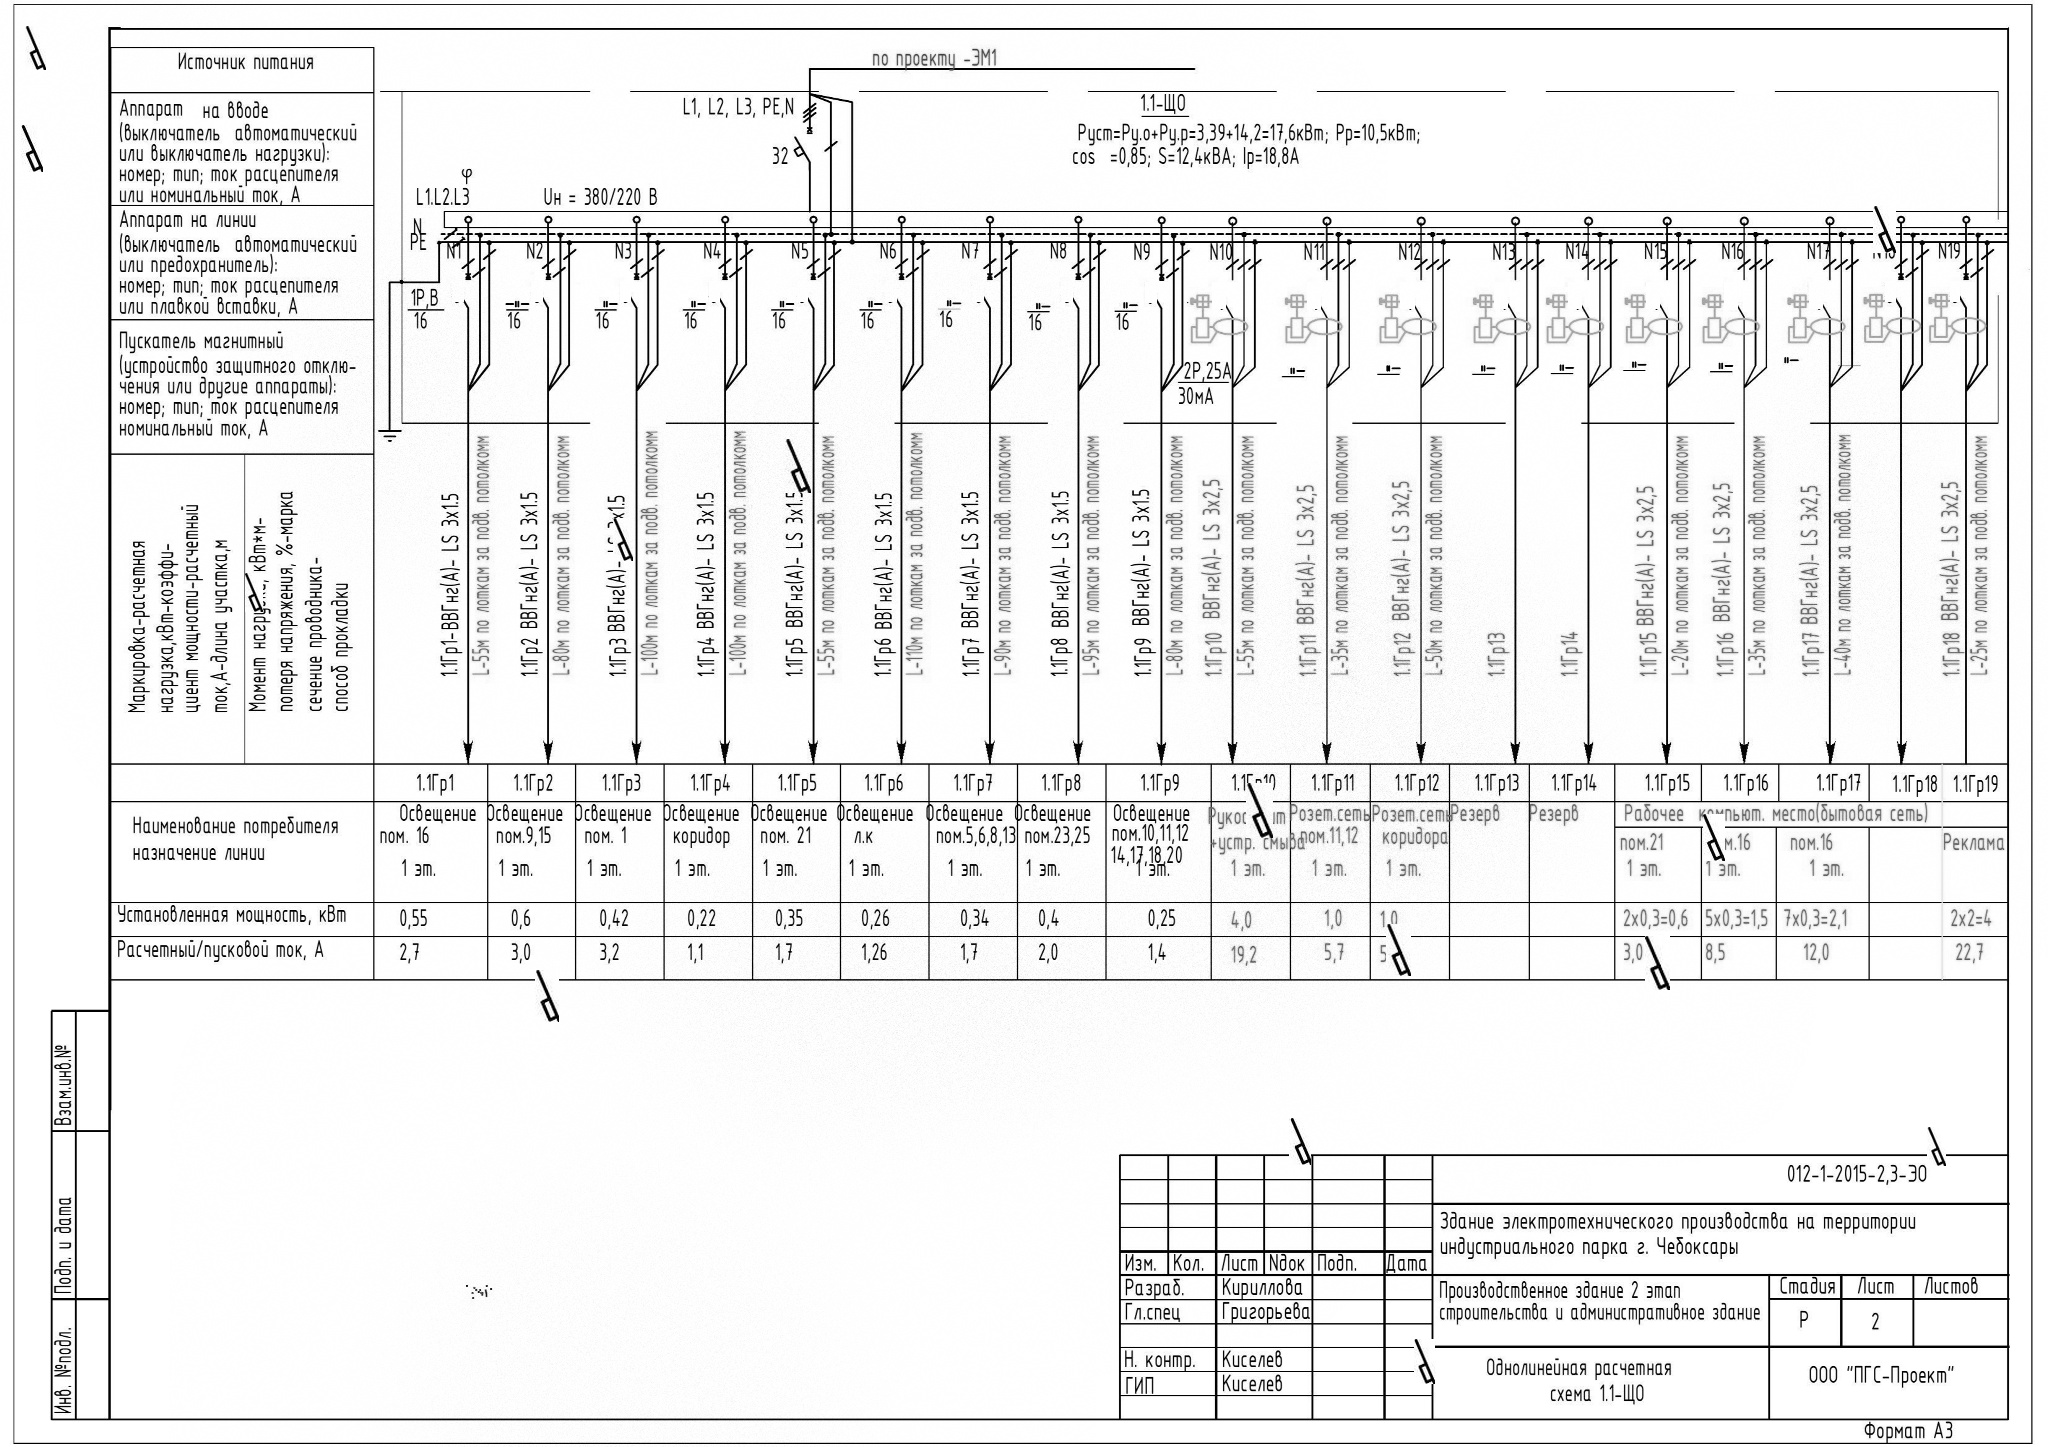 по проекту -ЭМ1
Источник питания
Аппарат на вводе
(выключатель автоматический
или выключатель нагрузки):
номер; тип; ток расцепителя
или номинальный ток, А
L1, L2, L3, PE,N
32
1.1-ЩО
Руст=Ру.о+Ру.р=3,39+14,2=17,6кВт; Рр=10,5кВт;
cos =0,85; S=12,4кВА; Iр=18,8А
φ
L1.L2.L3
Uн = 380/220 В
N
PE
Аппарат на линии
(выключатель автоматический
или предохранитель):
номер; тип; ток расцепителя
или плавкой вставки, А
N1 N2 N3 N4 N5 N6 N7 N8 N9 N10 N11 N12 N13 N14 N15 N16 N17 N18 N19
1Р,В
16
-"-
16
-"-
16
-"-
16
-"-
16
-"-
16
"-
16
"-
16
"-
16
Пускатель магнитный
(устройство защитного отклю-
чения или другие аппараты):
номер; тип; ток расцепителя
номинальный ток, А
2Р,25А
30мА
"- "- "- "- "- "- "-
Маркировка-расчетная
нагрузка,кВт-коэффи-
циент мощности-расчетный
ток,А-длина участка,м
Момент кВт*м-
потеря напряжения, %-марка
сечение проводника-
способ прокладки
1.1Гр1-ВВГнг(А)- LS 3х1.5
L-55м по лоткам за подв. потолкомм
1.1Гр2 ВВГнг(А)- LS 3х1.5
L-80м по лоткам за подв. потолкомм
1.1Гр3 ВВГнг(А)- LS 3х1.5
L-100м по лоткам за подв. потолкомм
1.1Гр4 ВВГнг(А)- LS 3х1.5
L-100м по лоткам за подв. потолкомм
1.1Гр5 ВВГнг(А)- LS 3х1.5
L-55м по лоткам за подв. потолкомм
1.1Гр6 ВВГнг(А)- LS 3х1.5
L-110м по лоткам за подв. потолкомм
1.1Гр7 ВВГнг(А)- LS 3х1.5
L-90м по лоткам за подв. потолкомм
1.1Гр8 ВВГнг(А)- LS 3х1.5
L-95м по лоткам за подв. потолкомм
1.1Гр9 ВВГнг(А)- LS 3х1.5
L-80м по лоткам за подв. потолкомм
1.1Гр10 ВВГнг(А)- LS 3х2,5
L-55м по лоткам за подв. потолкомм
1.1Гр11 ВВГнг(А)- LS 3х2,5
L-35м по лоткам за подв. потолкомм
1.1Гр12 ВВГнг(А)- LS 3х2,5
L-50м по лоткам за подв. потолкомм
1.1Гр13
1.1Гр14
1.1Гр15 ВВГнг(А)- LS 3х2,5
L-20м по лоткам за подв. потолкомм
1.1Гр16 ВВГнг(А)- LS 3х2,5
L-35м по лоткам за подв. потолкомм
1.1Гр17 ВВГнг(А)- LS 3х2,5
L-40м по лоткам за подв. потолкомм
1.1Гр18 ВВГнг(А)- LS 3х2,5
L-25м по лоткам за подв. потолкомм
1.1Гр1 1.1Гр2 1.1Гр3 1.1Гр4 1.1Гр5 1.1Гр6 1.1Гр7 1.1Гр8 1.1Гр9 1.1Гр10 1.1Гр11 1.1Гр12 1.1Гр13 1.1Гр14 1.1Гр15 1.1Гр16 1.1Гр17 1.1Гр18 1.1Гр19
Наименование потребителя
назначение линии
Освещение
пом. 16
1 эт.
Освещение
пом.9,15
1 эт.
Освещение
пом. 1
1 эт.
Освещение
коридор
1 эт.
Освещение
пом. 21
1 эт.
Освещение
л.к
1 эт.
Освещение
пом.5,6,8,13
1 эт.
Освещение
пом.23,25
1 эт.
Освещение
пом.10,11,12
14,17,18,20
1 эт.
+устр. смыва
1 эт.
Розет.сеть
пом.11,12
1 эт.
Розет.сеть
коридора
1 эт.
Резерв
Резерв
Рабочее компьют. место(бытовая сеть)
пом.21
1 эт.
пом.16
1 эт.
пом.16
1 эт.
Реклама
Установленная мощность, кВт 0,55 0,6 0,42 0,22 0,35 0,26 0,34 0,4 0,25 4,0 1,0 1,0 2х0,3=0,6 5х0,3=1,5 7х0,3=2,1 2х2=4
Расчетный/пусковой ток, А 2,7 3,0 3,2 1,1 1,7 1,26 1,7 2,0 1,4 19,2 5,7 5 3,0 8,5 12,0 22,7
Взам.инв.№
Подп. и дата
Инв. №подл.
012-1-2015-2,3-ЭО
Здание электротехнического производства на территории
индустриального парка г. Чебоксары
Изм. Кол. Лист Nдок Подп. Дата
Разраб. Кириллова
Гл.спец Григорьева
Н. контр. Киселев
ГИП Киселев
Производственное здание 2 этап
строительства и административное здание
Стадия Лист Листов
Р 2
Однолинейная расчетная
схема 1.1-ЩО
ООО "ПГС-Проект"
Формат А3